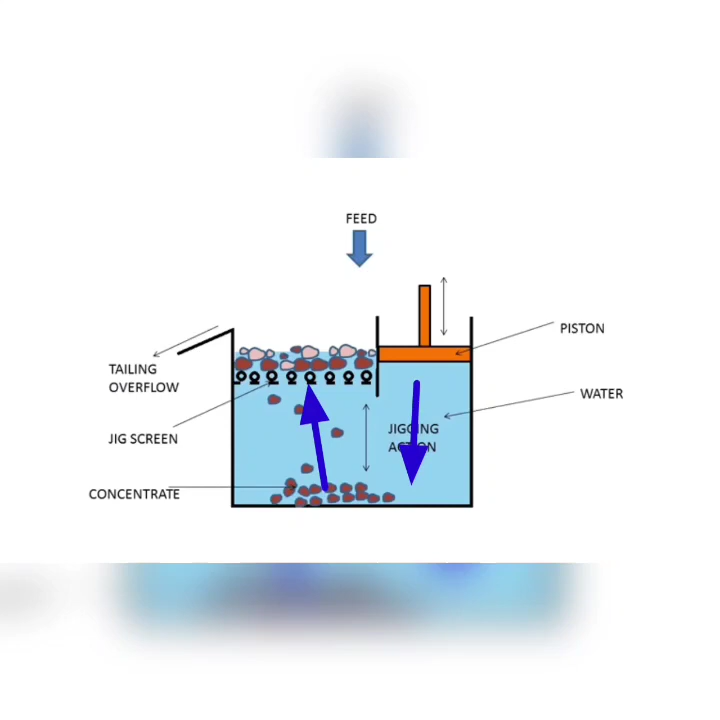 FEED
PISTON
TAILING
OVERFLOW
WATER
JIGGING
ACTION
JIG SCREEN
CONCENTRATE